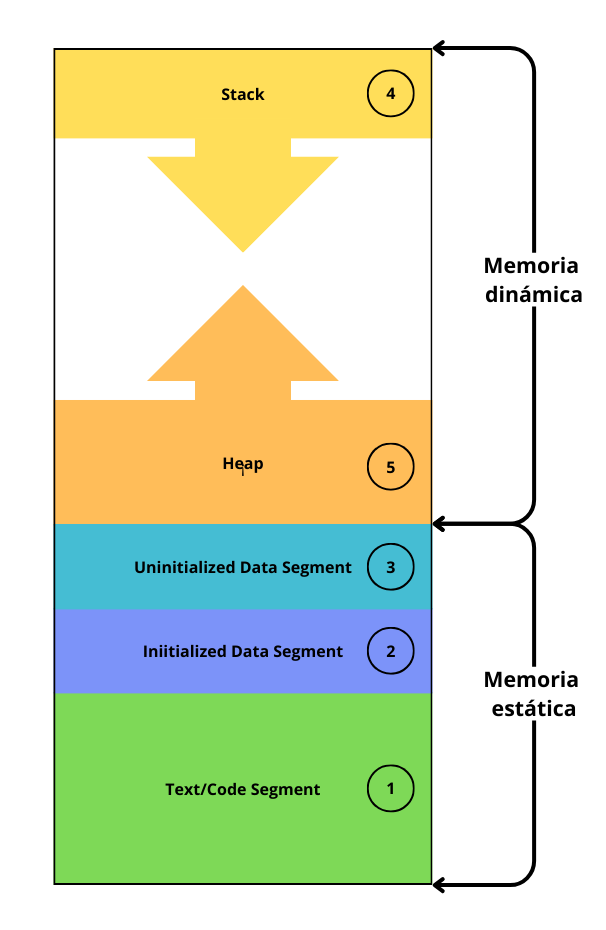 Stack
4
Memoria
dinámica
Heap
5
Uninitialized Data Segment
3
Iniitialized Data Segment
2
Memoria
estática
Text/Code Segment
1